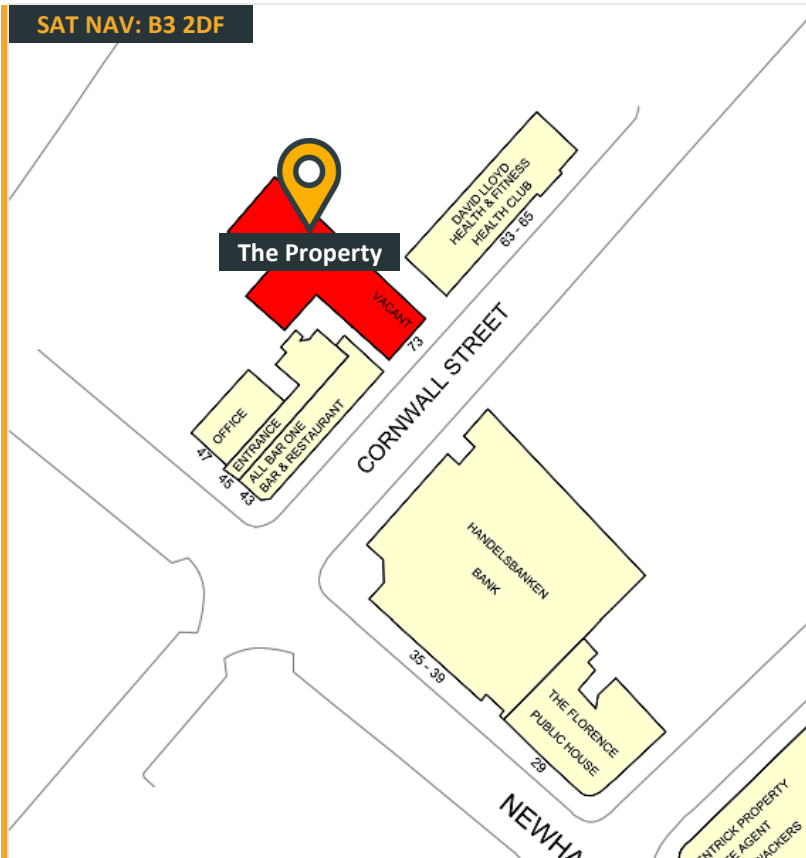 SAT NAV: B3 2DF
DAVID LLOYD
HEALTH & FITNESS
HEALTH CLUB
63 - 65
The Property
VACANT
73
CORNWALL STREET
OFFICE
47
ENTRANCE
45
ALL BAR ONE
BAR & RESTAURANT
43
HANDELSBANKEN
BANK
35 - 39
THE FLORENCE
PUBLIC HOUSE
29
NEWHA
ENTRICK PROPERTY
E AGENT
NACKERS